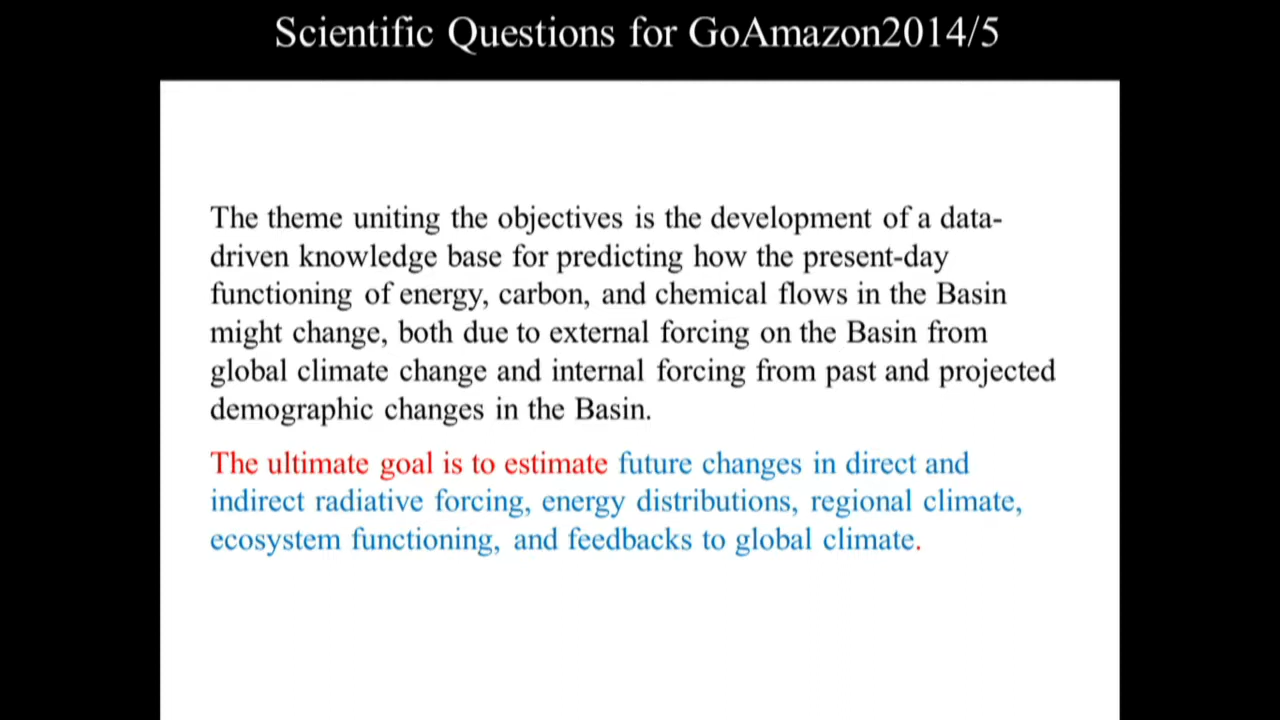 Scientific Questions for GoAmazon2014/5
The theme uniting the objectives is the development of a data-
driven knowledge base for predicting how the present-day
functioning of energy, carbon, and chemical flows in the Basin
might change, both due to external forcing on the Basin from
global climate change and internal forcing from past and projected
demographic changes in the Basin.
The ultimate goal is to estimate future changes in direct and
indirect radiative forcing, energy distributions, regional climate,
ecosystem functioning, and feedbacks to global climate.